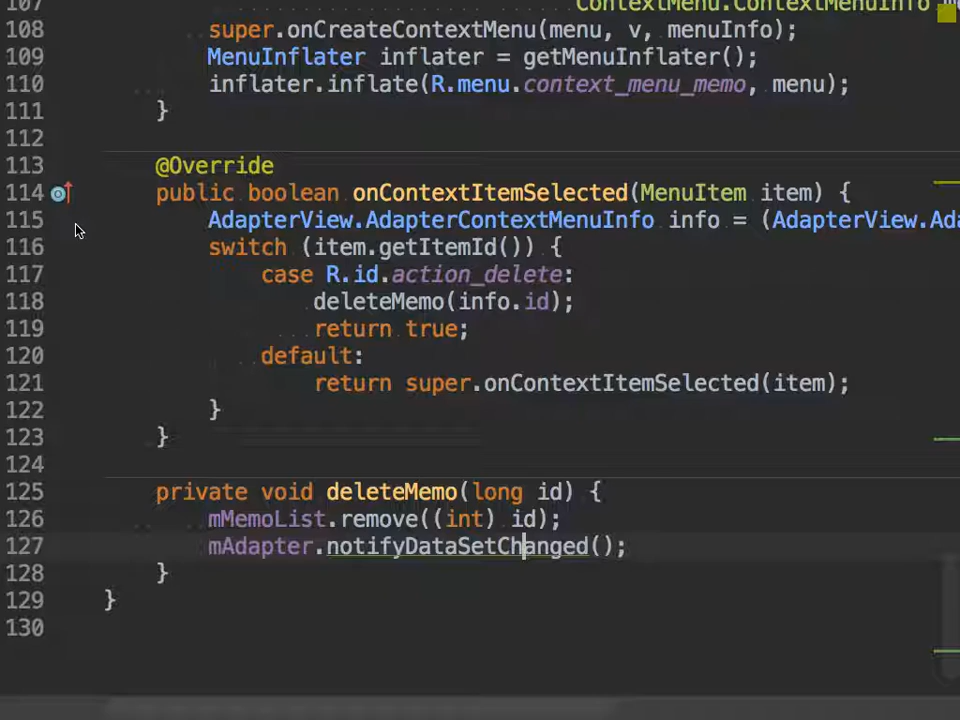 107 ContextMenu.ContextMenuInfo
108 super.onCreateContextMenu(menu, v, menuInfo);
109 MenuInflater inflater = getMenuInflater();
110 inflater.inflate(R.menu.context_menu_memo, menu);
111 }
112
113 @Override
114 public boolean onContextItemSelected(MenuItem item) {
115 AdapterView.AdapterContextMenuInfo info = (AdapterView.Ada
116 switch (item.getItemId()) {
117 case R.id.action_delete:
118 deleteMemo(info.id);
119 return true;
120 default:
121 return super.onContextItemSelected(item);
122 }
123 }
124
125 private void deleteMemo(long id) {
126 mMemoList.remove((int) id);
127 mAdapter.notifyDataSetChanged();
128 }
129 }
130